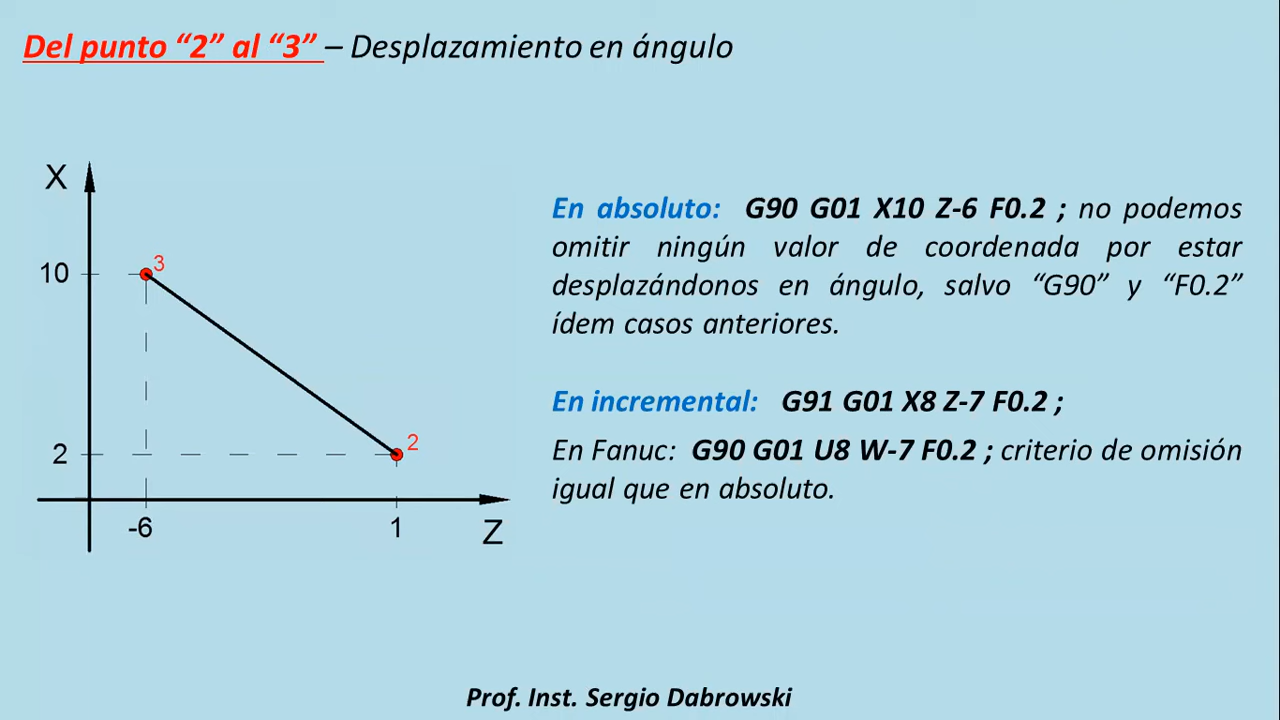 Del punto “2” al “3” – Desplazamiento en ángulo
X
3
10
2
2
-6
1
Z
En absoluto: G90 G01 X10 Z-6 F0.2 ; no podemos
omitir ningún valor de coordenada por estar
desplazándonos en ángulo, salvo “G90” y “F0.2”
ídem casos anteriores.
En incremental: G91 G01 X8 Z-7 F0.2 ;
En Fanuc: G90 G01 U8 W-7 F0.2 ; criterio de omisión
igual que en absoluto.
Prof. Inst. Sergio Dabrowski